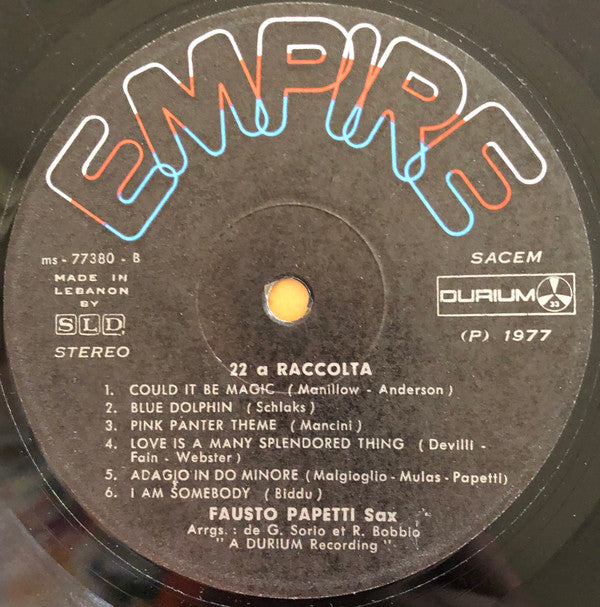 EMPIRE
ms - 77380 - B
MADE IN
LEBANON
BY
SLD
STEREO
SACEM
DURIUM 33
(P) 1977
22 a RACCOLTA
1. COULD IT BE MAGIC ( Manillow - Anderson )
2. BLUE DOLPHIN ( Schlaks )
3. PINK PANTER THEME ( Mancini )
4. LOVE IS A MANY SPLENDORED THING ( Devilli -
Fain - Webster )
5. ADAGIO IN DO MINORE ( Malgioglio - Mulas - Papetti )
6. I AM SOMEBODY ( Biddu )
FAUSTO PAPETTI Sax
Arrgs. : de G. Sorio et R. Bobbio
" A DURIUM Recording "